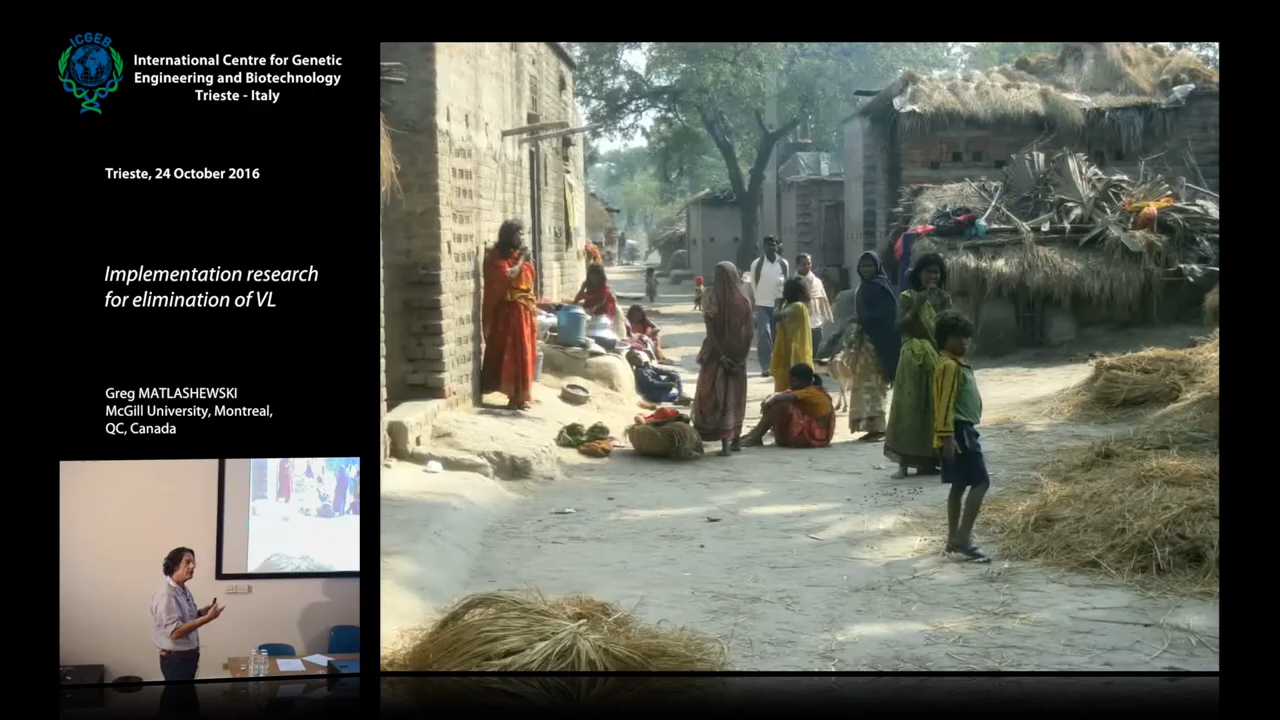 ICGEB
International Centre for Genetic
Engineering and Biotechnology
Trieste - Italy
Trieste, 24 October 2016
Implementation research
for elimination of VL
Greg MATLASHEWSKI
McGill University, Montreal,
QC, Canada